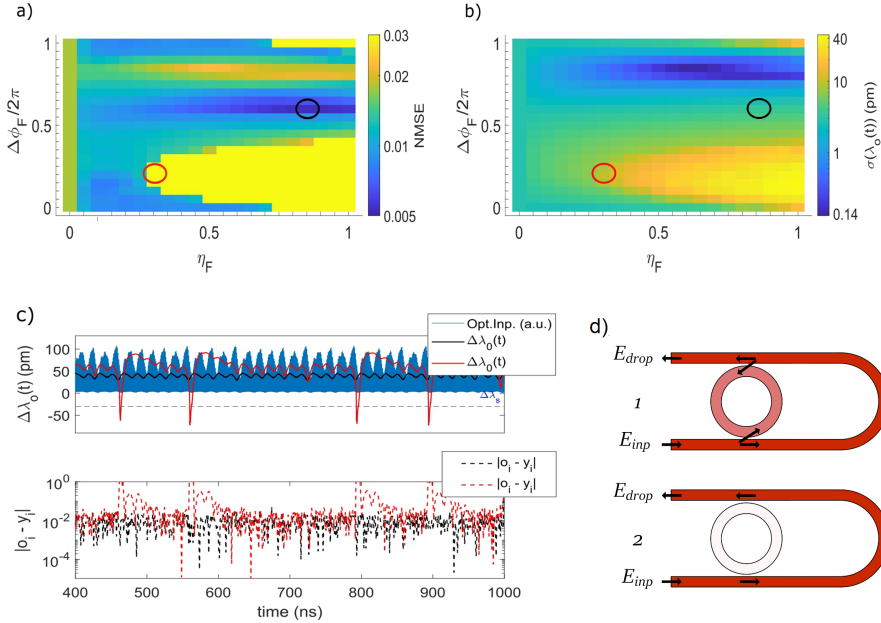 a)
1
0.5
0
Δϕ_F/2π
0
0.5
1
η_F
0.03
0.02
0.01
0.005
NMSE
b)
1
0.5
0
Δϕ_F/2π
0
0.5
1
η_F
40
10
1
0.14
σ(λ_o(t)) (pm)
c)
Opt.Inp. (a.u.)
Δλ_0(t)
Δλ_0(t)
100
50
0
-50
Δλ_o(t) (pm)
Δλ_s
|o_i - y_i|
|o_i - y_i|
10^0
10^-2
10^-4
|o_i - y_i|
400
500
600
700
800
900
1000
time (ns)
d)
E_drop
1
E_inp
E_drop
2
E_inp